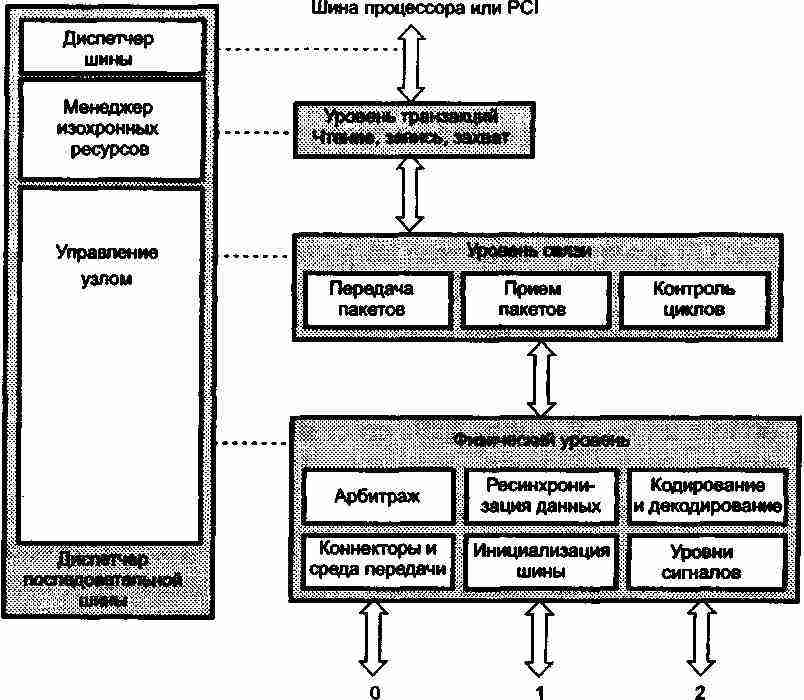 Шина процессора или PCI
Диспетчер
шины
Менеджер
изохронных
ресурсов
Управление
узлом
Диспетчер
последовательной
шины
Уровень транзакций
Чтение, запись, захват
Уровень связи
Передача
пакетов
Прием
пакетов
Контроль
циклов
Физический уровень
Арбитраж
Ресинхрони-
зация данных
Кодирование
и декодирование
Коннекторы и
среда передачи
Инициализация
шины
Уровни
сигналов
0
1
2